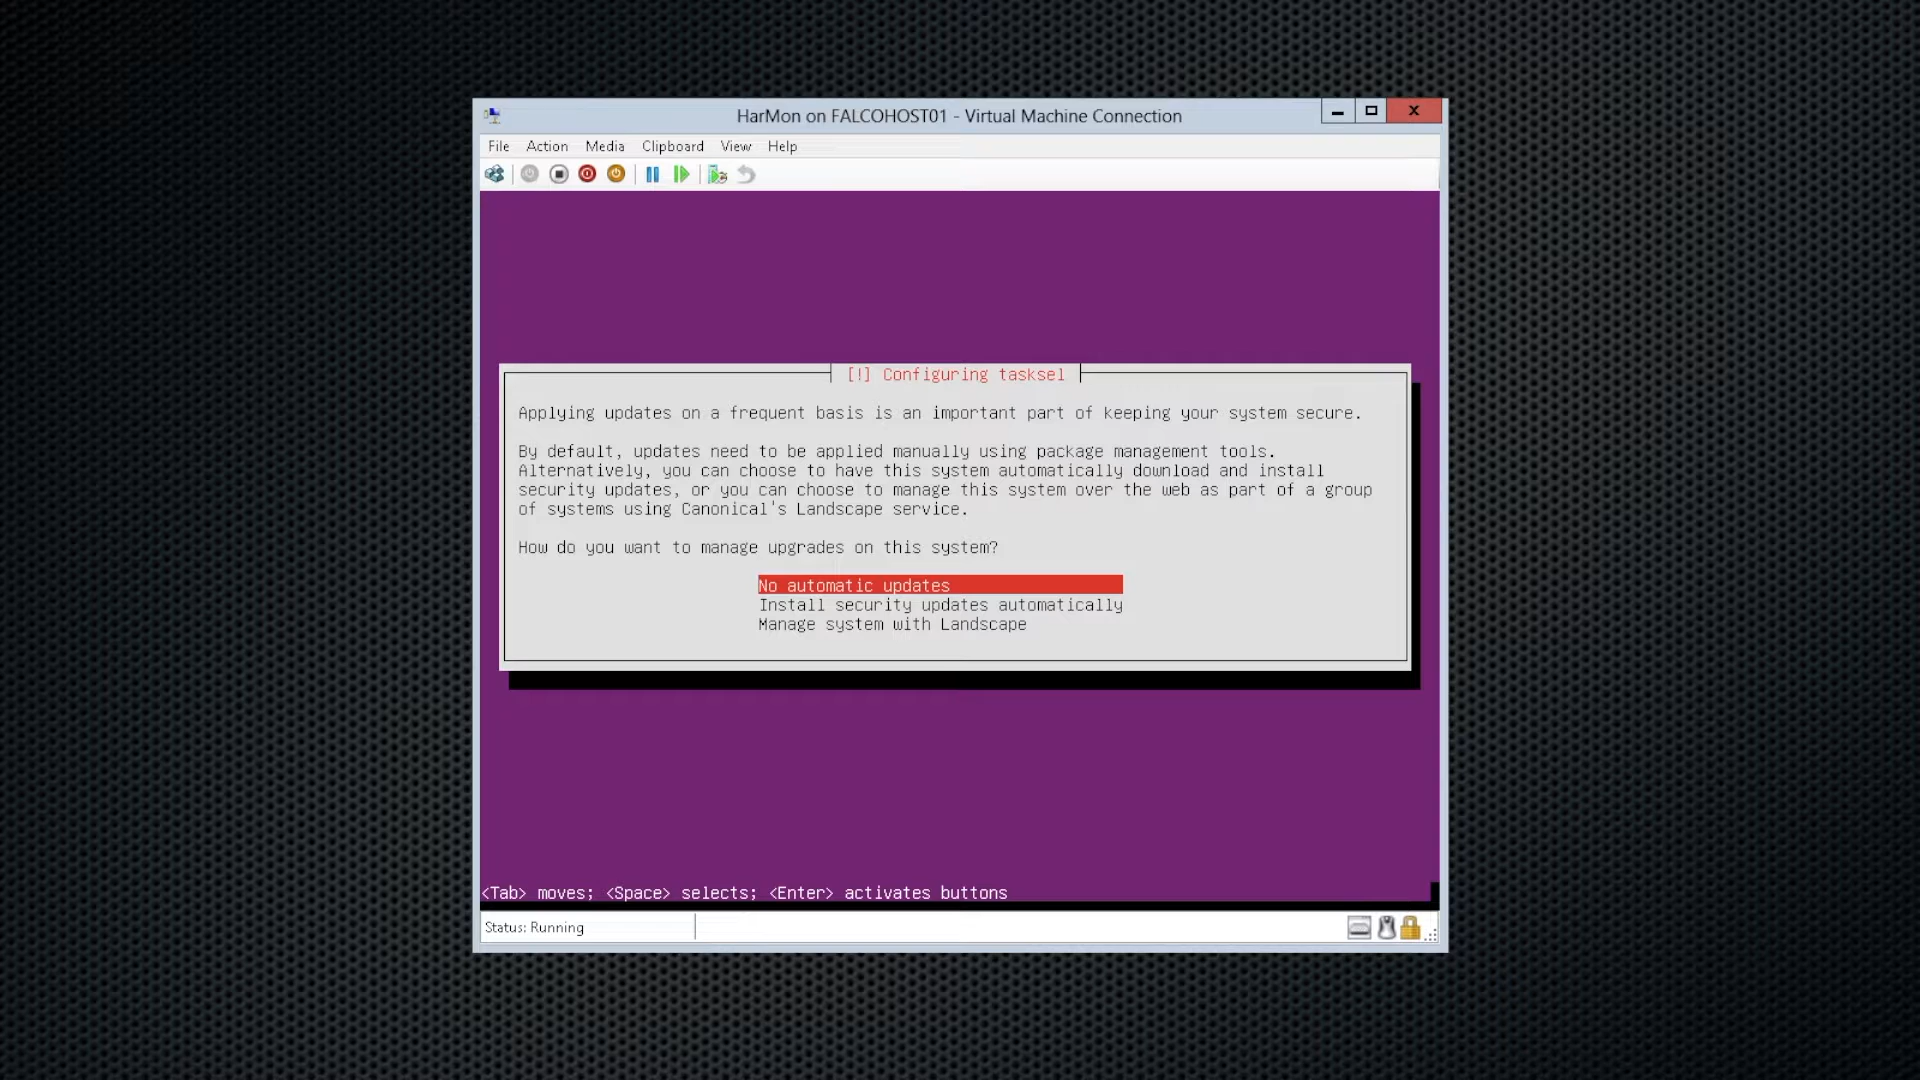 HarMon on FALCOHOST01 - Virtual Machine Connection
File Action Media Clipboard View Help
[!] Configuring tasksel
Applying updates on a frequent basis is an important part of keeping your system secure.
By default, updates need to be applied manually using package management tools.
Alternatively, you can choose to have this system automatically download and install
security updates, or you can choose to manage this system over the web as part of a group
of systems using Canonical's Landscape service.
How do you want to manage upgrades on this system?
No automatic updates
Install security updates automatically
Manage system with Landscape
<Tab> moves; <Space> selects; <Enter> activates buttons
Status: Running